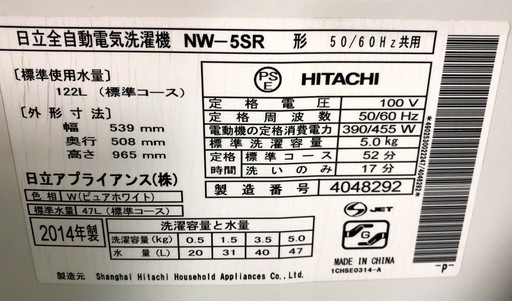 日立全自動電気洗濯機 NW-5SR 形 50/60Hz共用
[標準使用水量]
122L (標準コース)
[外形寸法]
幅 539 mm
奥行 508 mm
高さ 965 mm
日立アプライアンス(株)
色相 W(ピュアホワイト)
標準水量 47L (標準コース)
2014年製
PSE HITACHI
定格電圧 100 V
定格周波数 50/60 Hz
電動機の定格消費電力 390/455 W
標準洗濯容量 5.0kg
定格 標準コース 52分
時間 洗いのみ 17分
製造番号 4048292
洗濯容量と水量
洗濯容量(kg) 0.5 1.5 3.5 5.0
水量(L) 20 31 40 47
S JET
1CHSE0314-A
製造元 Shanghai Hitachi Household Appliances Co.,Ltd.
-P-